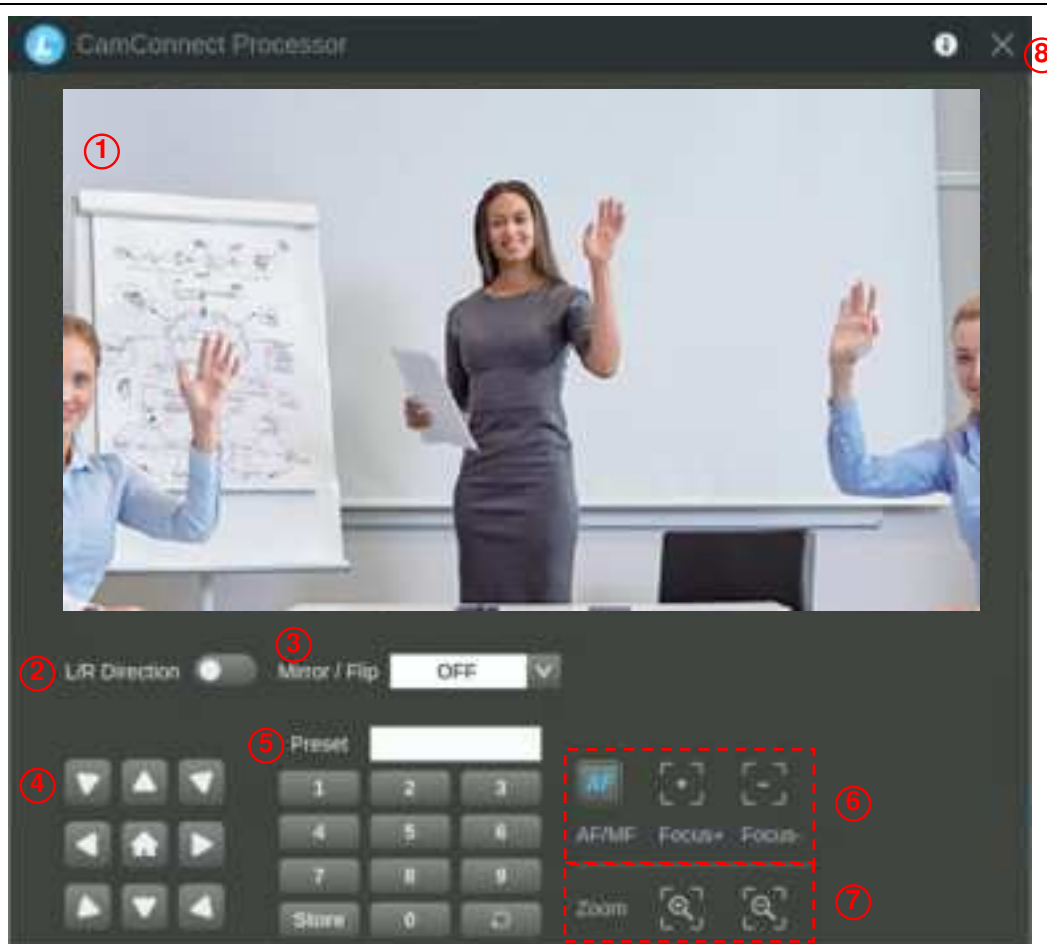 CamConnect Processor
⑧
①
③
② L/R Direction Mirror / Flip OFF
⑤ Preset
④
1 2 3
AF
⑥
4 5 6
AF/MF Focus+ Focus-
7 8 9
Zoom ⑦
Store 0